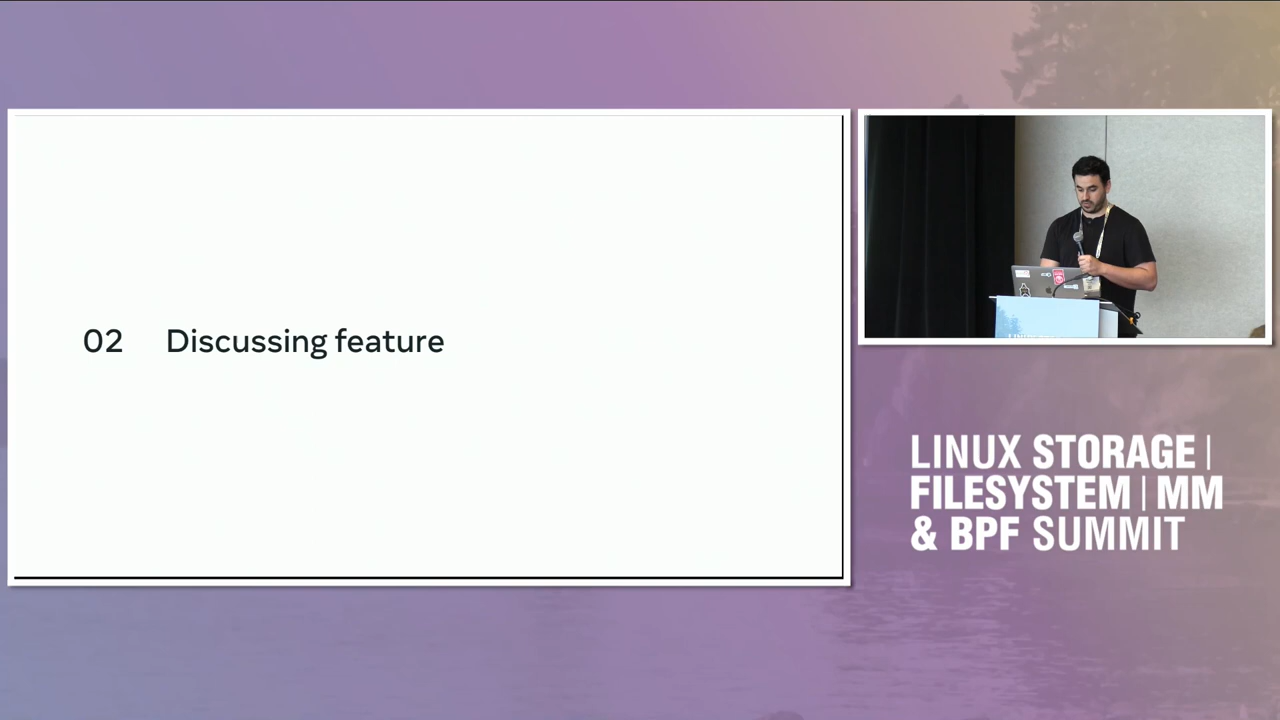 02 Discussing feature
LINUX STORAGE |
FILESYSTEM | MM
& BPF SUMMIT